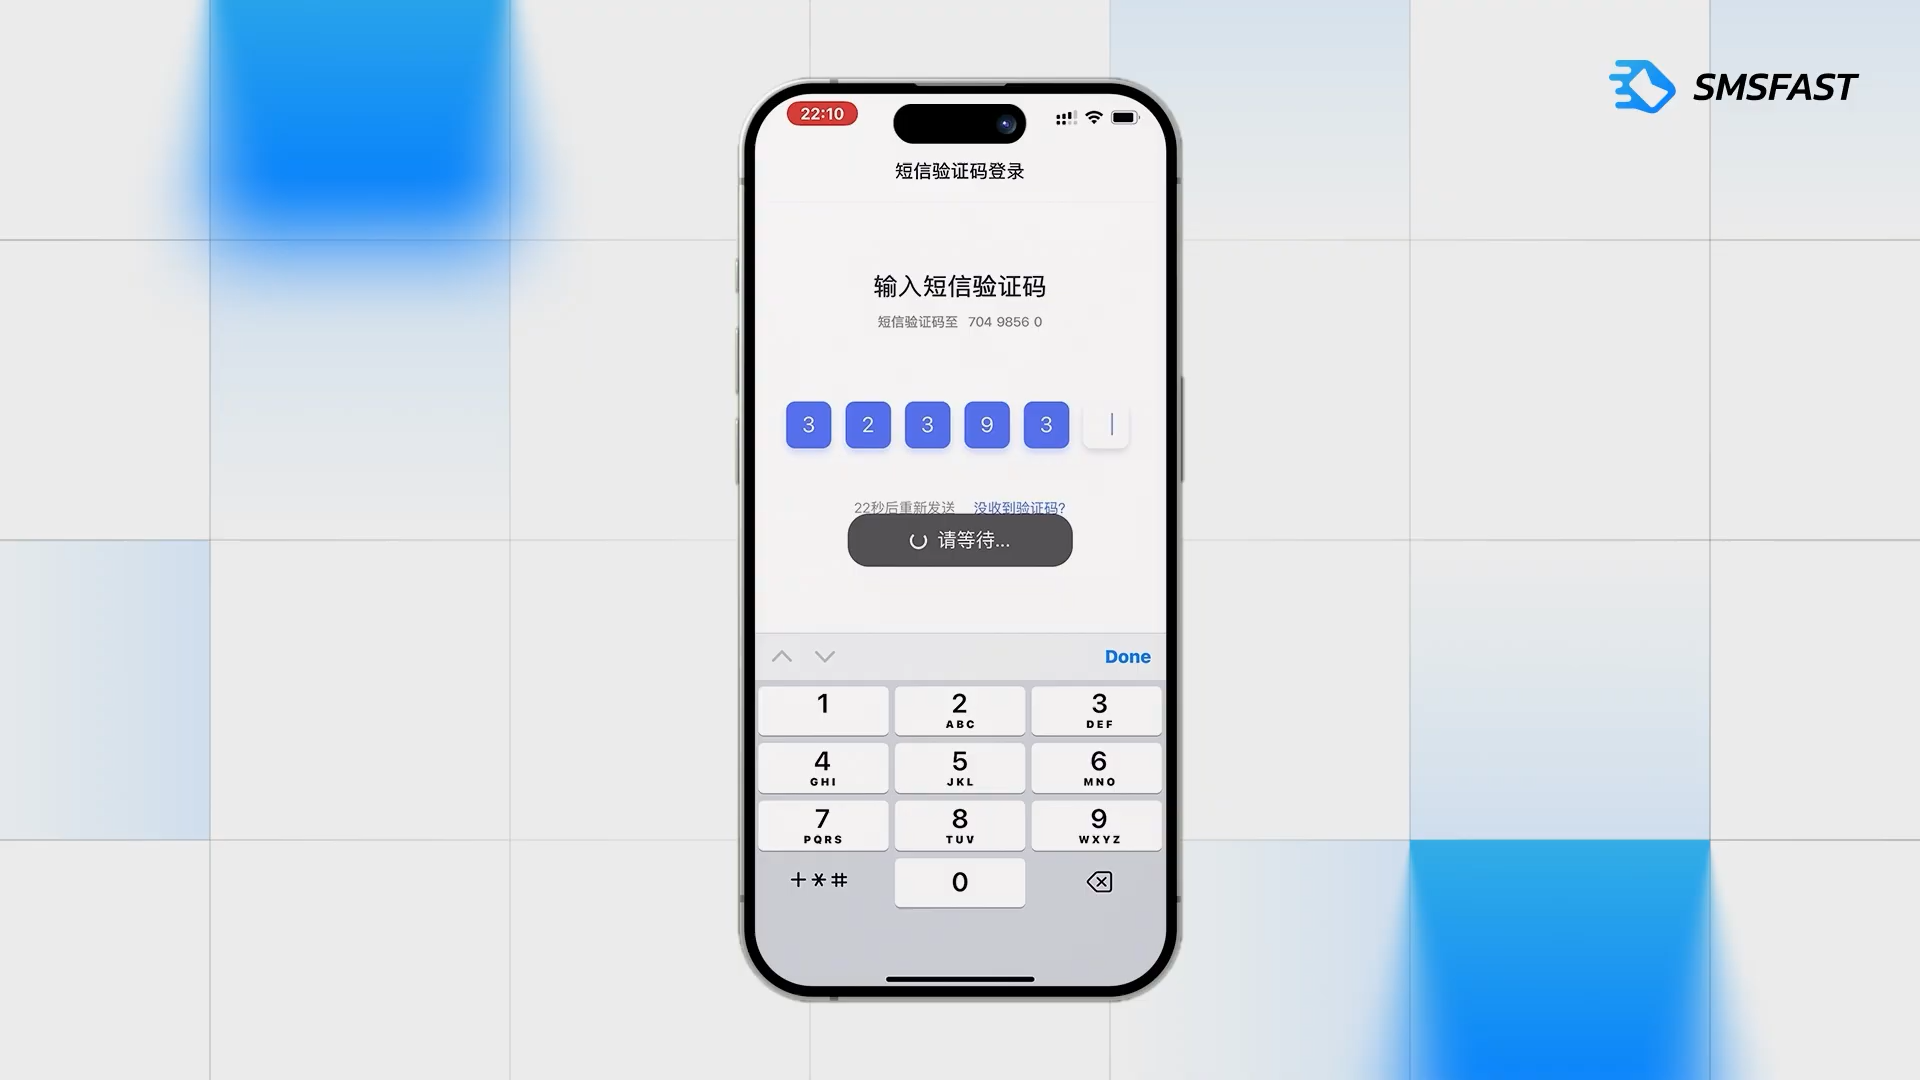 SMSFAST
22:10
短信验证码登录
输入短信验证码
短信验证码至 704 9856 0
3 2 3 9 3
22秒后重新发送 没收到验证码?
请等待...
Done
1 2 3
ABC DEF
4 5 6
GHI JKL MNO
7 8 9
PQRS TUV WXYZ
+*# 0